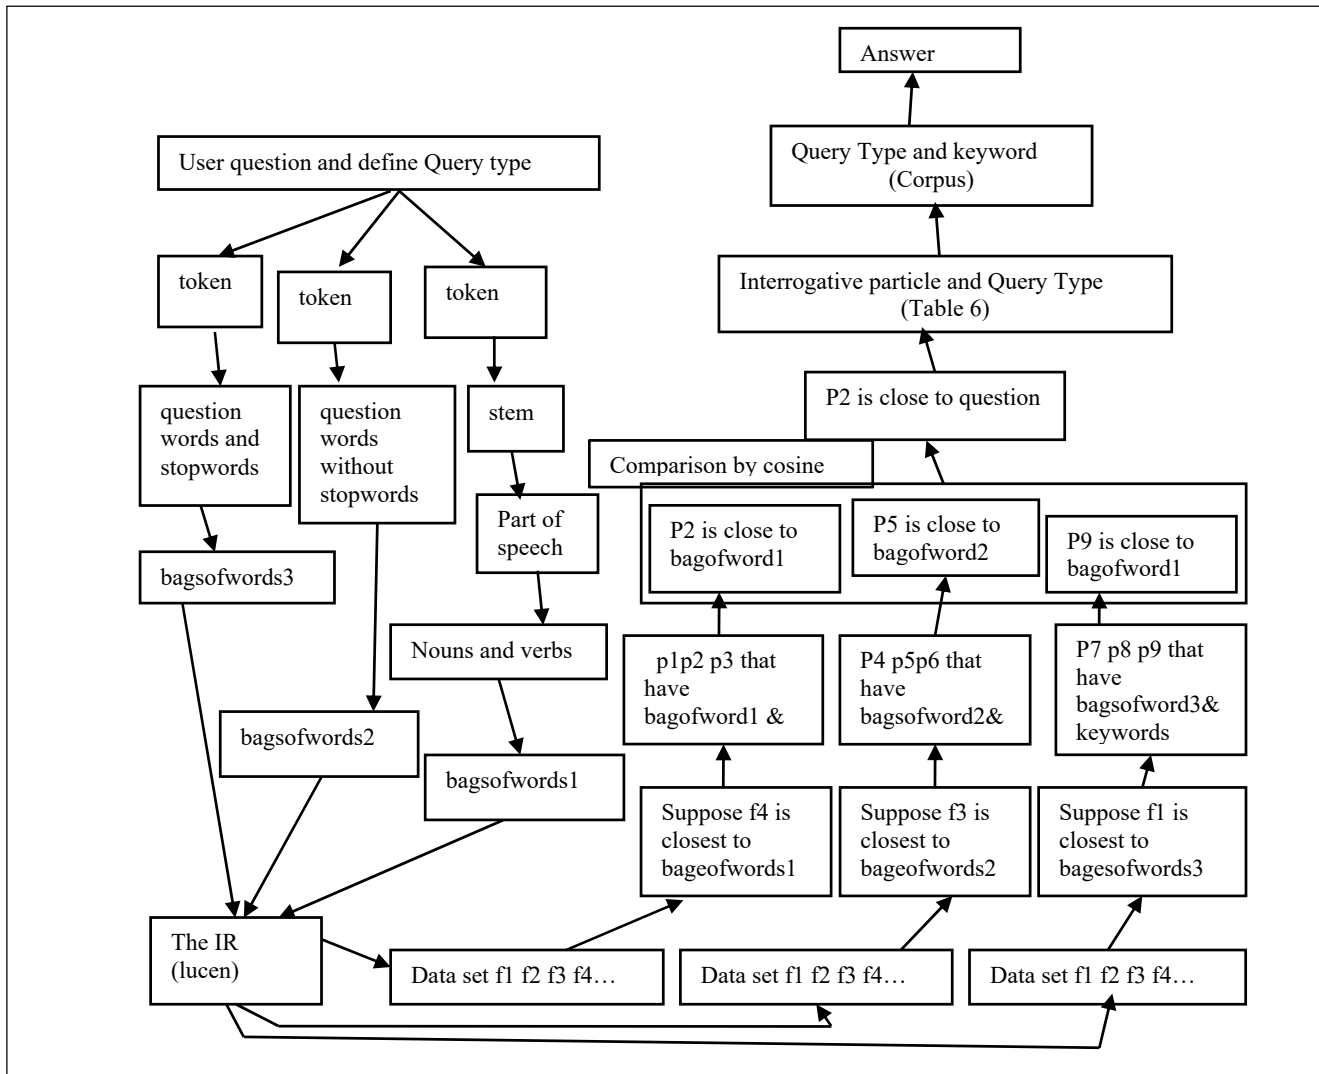 Answer
Query Type and keyword
(Corpus)
User question and define Query type
Interrogative particle and Query Type
(Table 6)
token
token
token
P2 is close to question
question
words and
stopwords
question
words
without
stopwords
stem
Comparison by cosine
Part of
speech
P2 is close to
bagofword1
P5 is close to
bagofword2
P9 is close to
bagofword1
bagsofwords3
Nouns and verbs
p1p2 p3 that
have
bagofword1 &
P4 p5p6 that
have
bagsofword2&
P7 p8 p9 that
have
bagsofword3&
keywords
bagsofwords2
bagsofwords1
Suppose f4 is
closest to
bageofwords1
Suppose f3 is
closest to
bageofwords2
Suppose f1 is
closest to
bagesofwords3
The IR
(lucen)
Data set f1 f2 f3 f4…
Data set f1 f2 f3 f4…
Data set f1 f2 f3 f4…